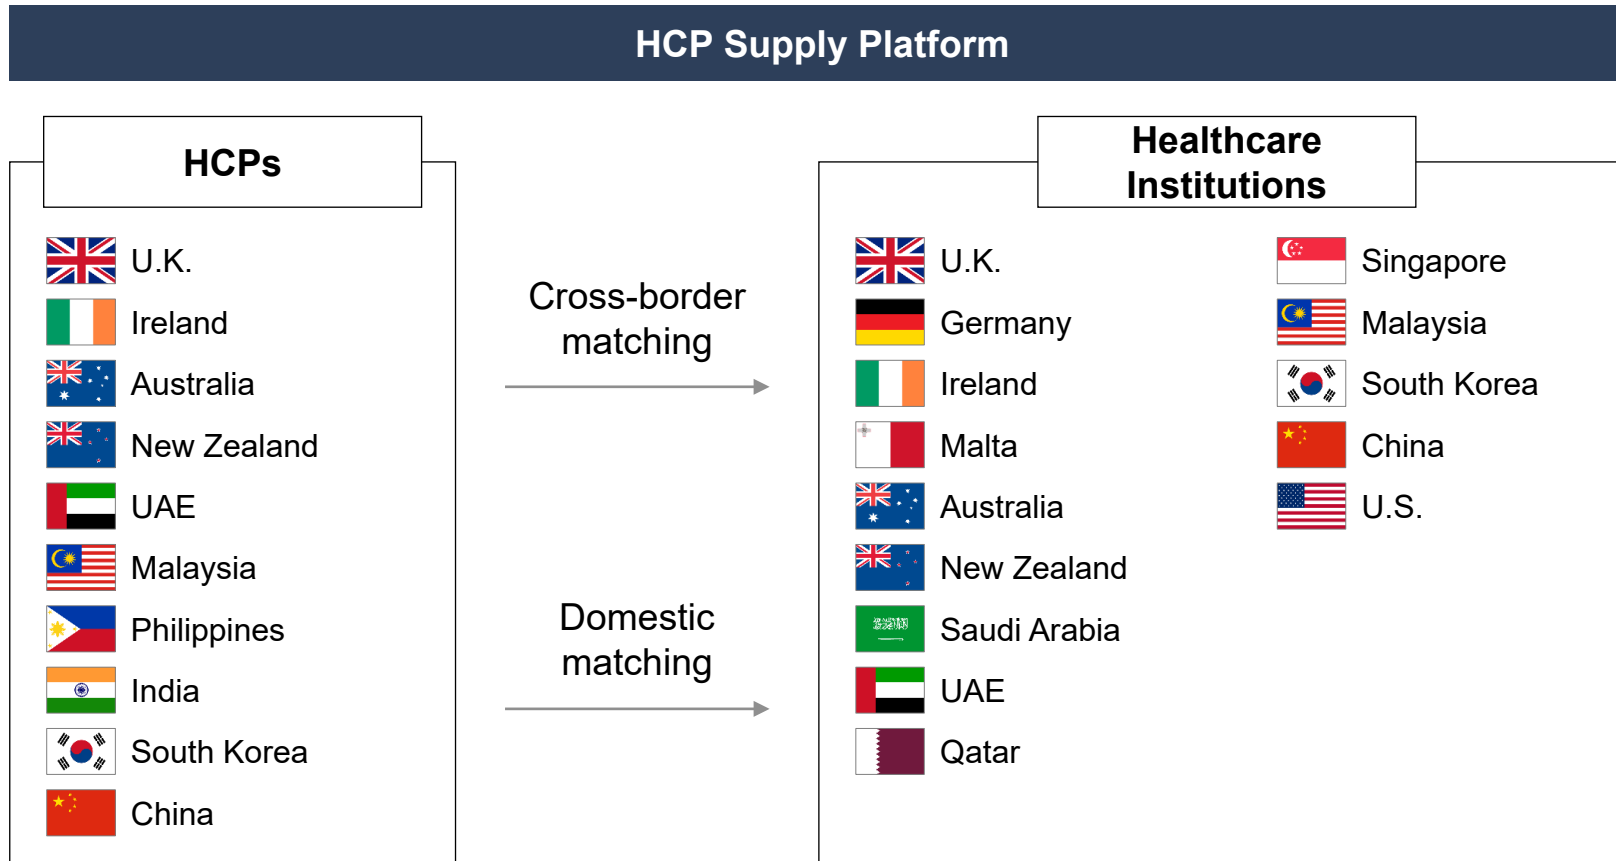 HCP Supply Platform
HCPs
U.K.
Ireland
Australia
New Zealand
UAE
Malaysia
Philippines
India
South Korea
China
Cross-border
matching
Domestic
matching
Healthcare
Institutions
U.K.
Germany
Ireland
Malta
Australia
New Zealand
Saudi Arabia
UAE
Qatar
Singapore
Malaysia
South Korea
China
U.S.